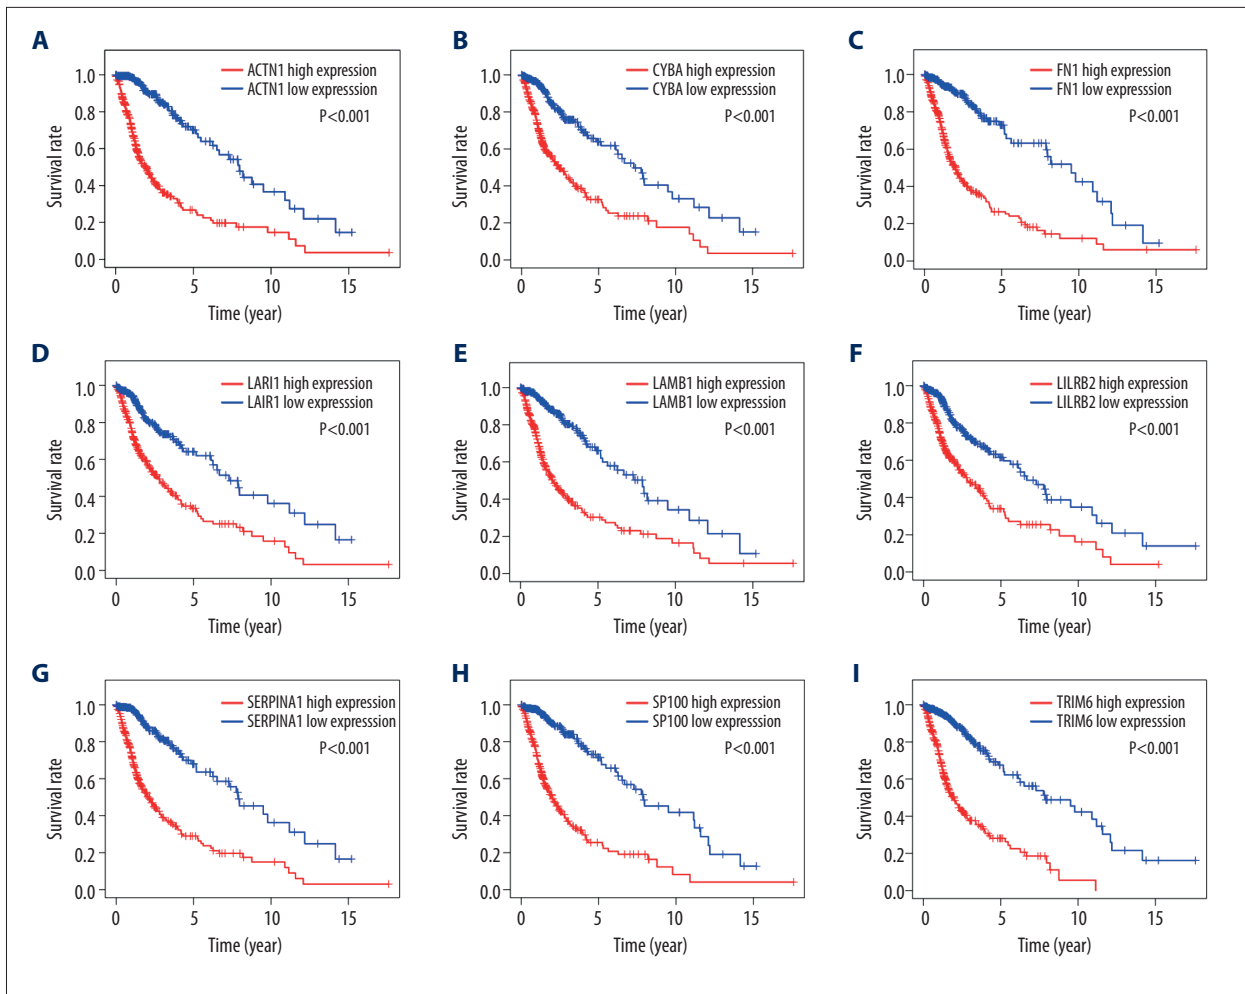 A
ACTN1 high expression
ACTN1 low expresssion
P<0.001
Survival rate
1.0
0.8
0.6
0.4
0.2
0.0
0 5 10 15
Time (year)
B
CYBA high expression
CYBA low expresssion
P<0.001
Survival rate
1.0
0.8
0.6
0.4
0.2
0.0
0 5 10 15
Time (year)
C
FN1 high expression
FN1 low expresssion
P<0.001
Survival rate
1.0
0.8
0.6
0.4
0.2
0.0
0 5 10 15
Time (year)
D
LARI1 high expression
LAIR1 low expresssion
P<0.001
Survival rate
1.0
0.8
0.6
0.4
0.2
0.0
0 5 10 15
Time (year)
E
LAMB1 high expression
LAMB1 low expresssion
P<0.001
Survival rate
1.0
0.8
0.6
0.4
0.2
0.0
0 5 10 15
Time (year)
F
LILRB2 high expression
LILRB2 low expresssion
P<0.001
Survival rate
1.0
0.8
0.6
0.4
0.2
0.0
0 5 10 15
Time (year)
G
SERPINA1 high expression
SERPINA1 low expresssion
P<0.001
Survival rate
1.0
0.8
0.6
0.4
0.2
0.0
0 5 10 15
Time (year)
H
SP100 high expression
SP100 low expresssion
P<0.001
Survival rate
1.0
0.8
0.6
0.4
0.2
0.0
0 5 10 15
Time (year)
I
TRIM6 high expression
TRIM6 low expresssion
P<0.001
Survival rate
1.0
0.8
0.6
0.4
0.2
0.0
0 5 10 15
Time (year)